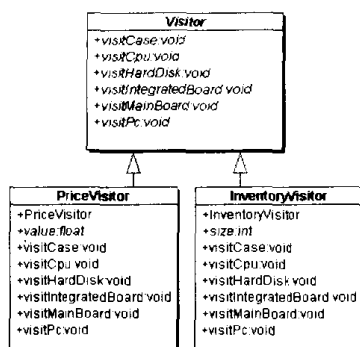 Visitor
+visitCase:void
+visitCpu:void
+visitHardDisk:void
+visitIntegratedBoard:void
+visitMainBoard:void
+visitPc:void
PriceVisitor
+PriceVisitor
+value:float
+visitCase:void
+visitCpu:void
+visitHardDisk:void
+visitIntegratedBoard:void
+visitMainBoard:void
+visitPc:void
InventoryVisitor
+InventoryVisitor
+size:int
+visitCase:void
+visitCpu:void
+visitHardDisk:void
+visitIntegratedBoard:void
+visitMainBoard:void
+visitPc:void